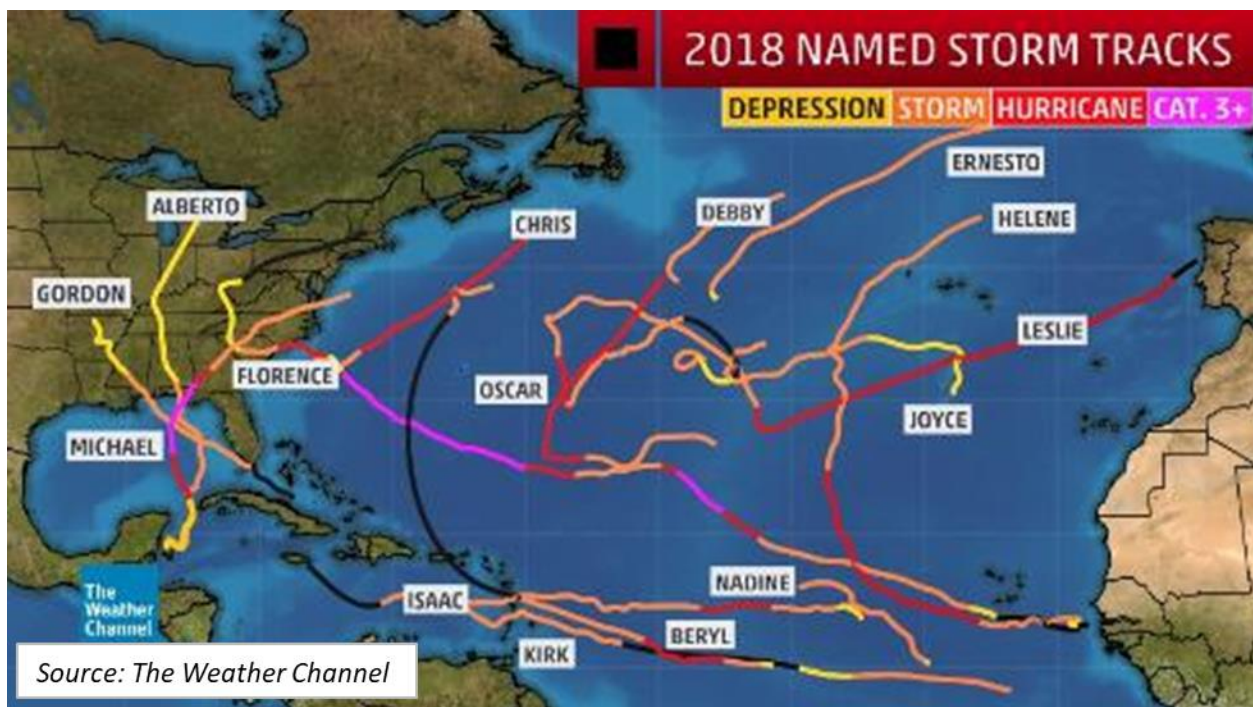 2018 NAMED STORM TRACKS
DEPRESSION STORM HURRICANE CAT. 3+
ERNESTO
ALBERTO
DEBBY
HELENE
CHRIS
GORDON
LESLIE
FLORENCE
OSCAR
JOYCE
MICHAEL
NADINE
ISAAC
BERYL
KIRK
The
Weather
Channel
Source: The Weather Channel